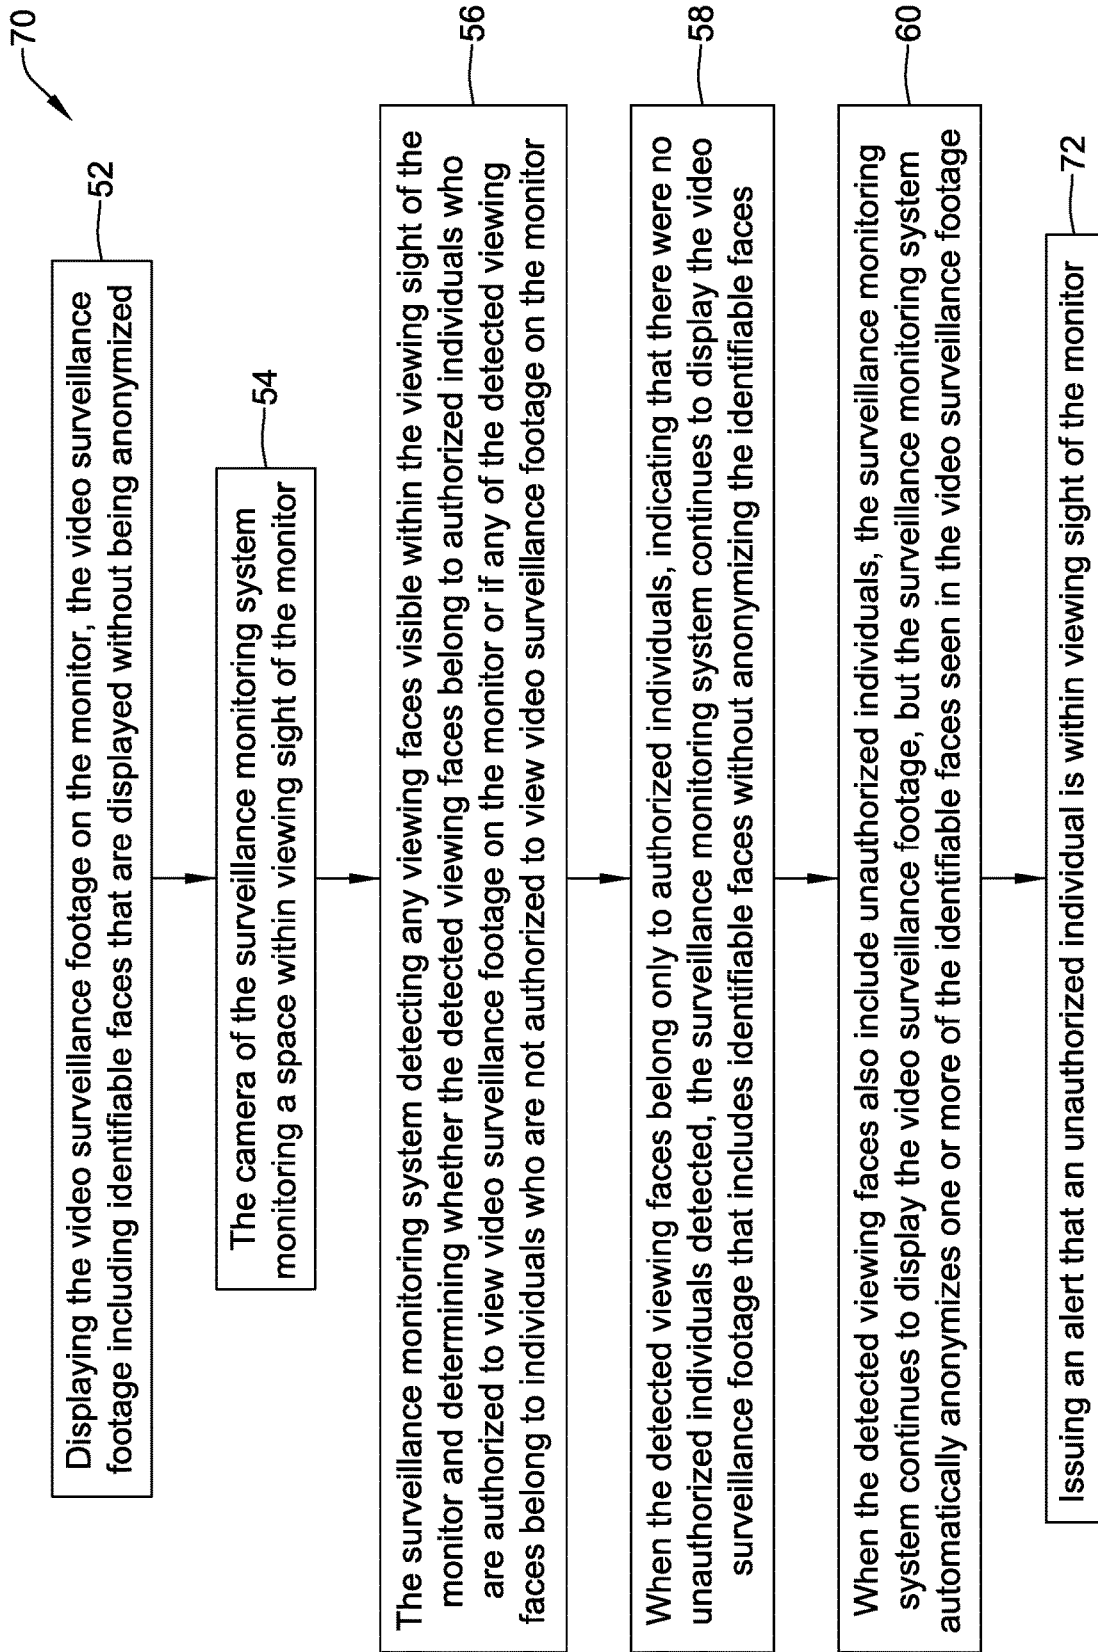 70
52
Displaying the video surveillance footage on the monitor, the video surveillance
footage including identifiable faces that are displayed without being anonymized
54
The camera of the surveillance monitoring system
monitoring a space within viewing sight of the monitor
56
The surveillance monitoring system detecting any viewing faces visible within the viewing sight of the
monitor and determining whether the detected viewing faces belong to authorized individuals who
are authorized to view video surveillance footage on the monitor or if any of the detected viewing
faces belong to individuals who are not authorized to view video surveillance footage on the monitor
58
When the detected viewing faces belong only to authorized individuals, indicating that there were no
unauthorized individuals detected, the surveillance monitoring system continues to display the video
surveillance footage that includes identifiable faces without anonymizing the identifiable faces
60
When the detected viewing faces also include unauthorized individuals, the surveillance monitoring
system continues to display the video surveillance footage, but the surveillance monitoring system
automatically anonymizes one or more of the identifiable faces seen in the video surveillance footage
72
Issuing an alert that an unauthorized individual is within viewing sight of the monitor